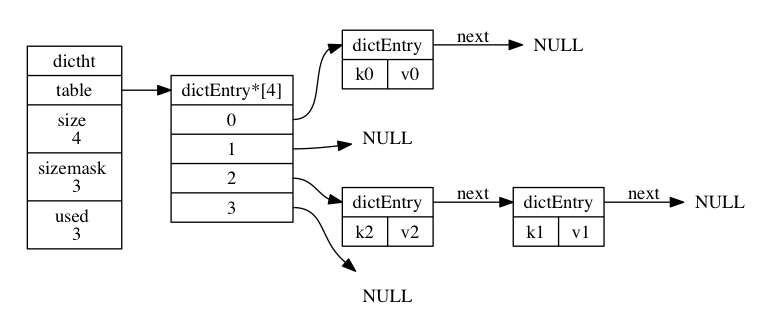 dictht
table
size
4
sizemask
3
used
3
dictEntry*[4]
0
1
2
3
dictEntry
k0 v0
next
NULL
NULL
dictEntry
k2 v2
next
dictEntry
k1 v1
next
NULL
NULL